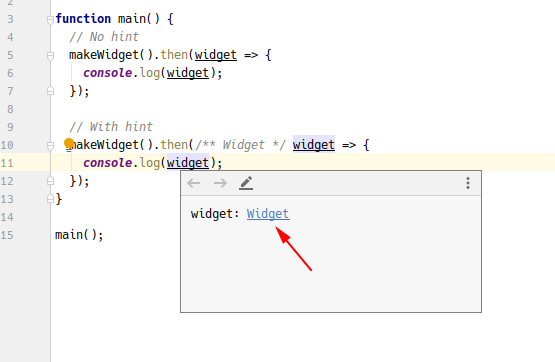 2
3 function main() {
4 // No hint
5 makeWidget().then(widget => {
6 console.log(widget);
7 });
8
9 // With hint
10 makeWidget().then(/** Widget */ widget => {
11 console.log(widget);
12 });
13 }
14
15 main();
widget: Widget